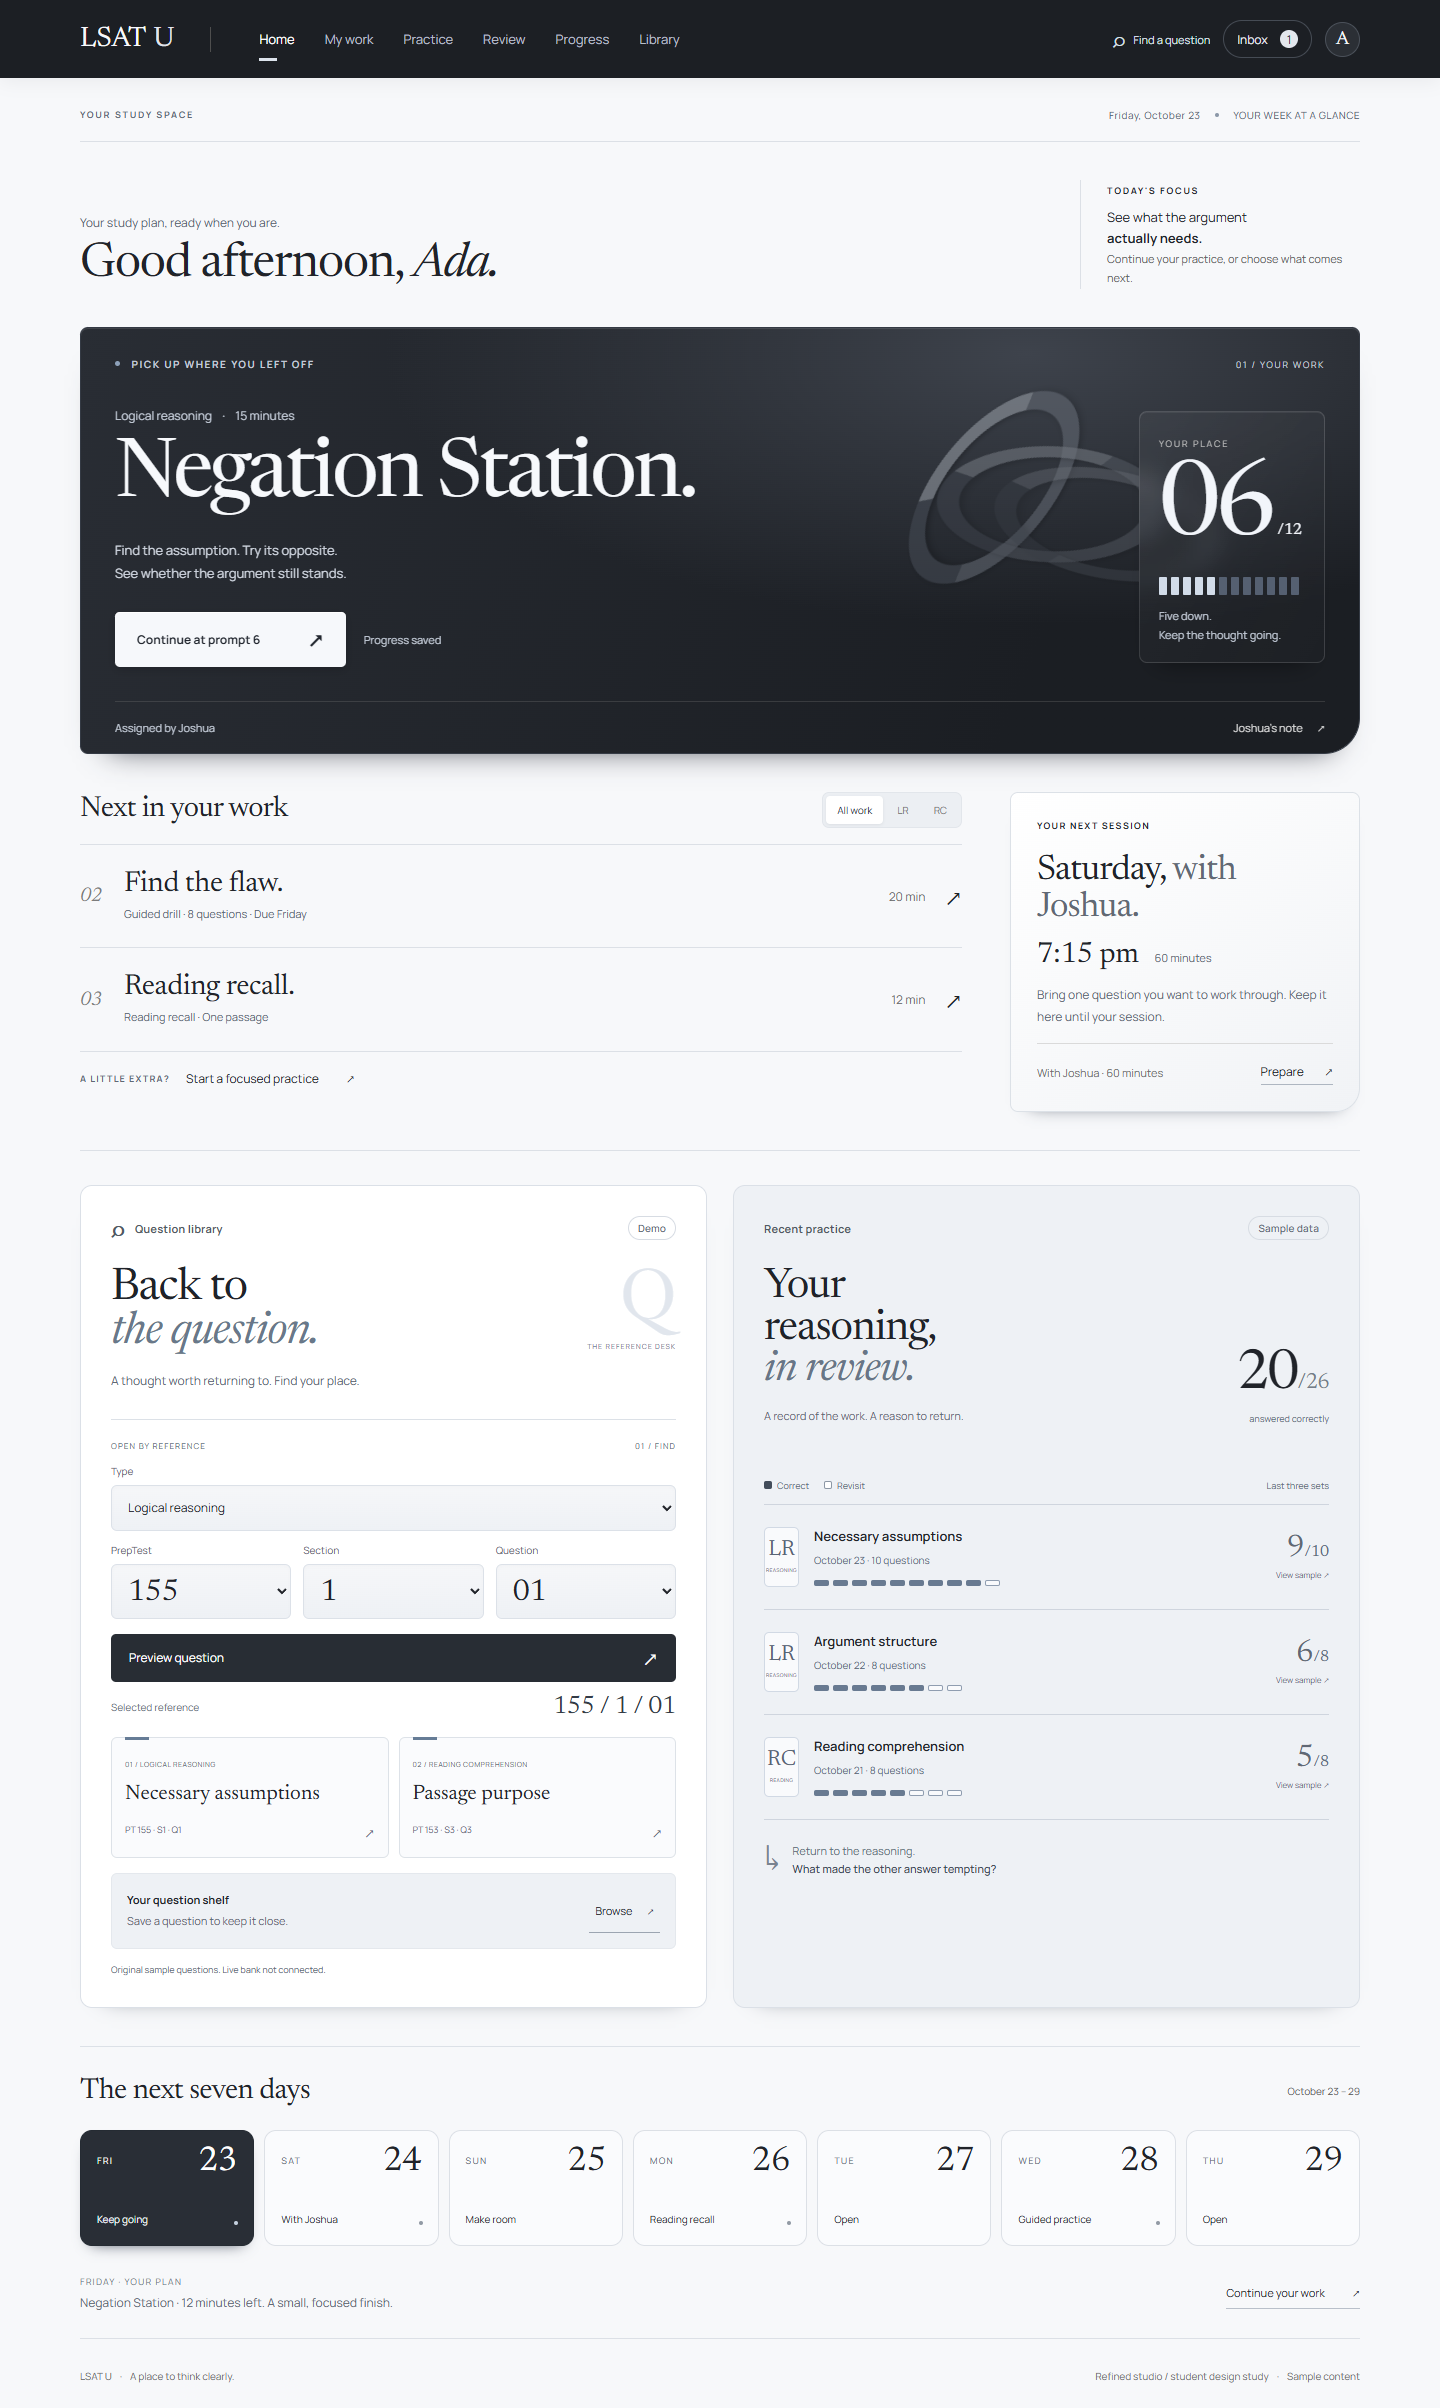 LSAT U
Home
My work
Practice
Review
Progress
Library
Find a question
Inbox 1
A
YOUR STUDY SPACE
Friday, October 23 • YOUR WEEK AT A GLANCE
Your study plan, ready when you are.
Good afternoon, Ada.
TODAY'S FOCUS
See what the argument
actually needs.
Continue your practice, or choose what comes
next.
PICK UP WHERE YOU LEFT OFF
01 / YOUR WORK
Logical reasoning · 15 minutes
Negation Station.
Find the assumption. Try its opposite.
See whether the argument still stands.
Continue at prompt 6 ↗
Progress saved
YOUR PLACE
06 /12
Five down.
Keep the thought going.
Assigned by Joshua
Joshua's note ↗
Next in your work
All work
LR
RC
02
Find the flaw.
Guided drill · 8 questions · Due Friday
20 min ↗
03
Reading recall.
Reading recall · One passage
12 min ↗
A LITTLE EXTRA? Start a focused practice ↗
YOUR NEXT SESSION
Saturday, with
Joshua.
7:15 pm 60 minutes
Bring one question you want to work through. Keep it
here until your session.
With Joshua · 60 minutes
Prepare ↗
Question library
Demo
Back to
the question.
Q
THE REFERENCE DESK
A thought worth returning to. Find your place.
OPEN BY REFERENCE
01 / FIND
Type
Logical reasoning
PrepTest
Section
Question
155
1
01
Preview question ↗
Selected reference
155 / 1 / 01
01 / LOGICAL REASONING
Necessary assumptions
PT 155 · S1 · Q1 ↗
02 / READING COMPREHENSION
Passage purpose
PT 153 · S3 · Q3 ↗
Your question shelf
Save a question to keep it close.
Browse ↗
Original sample questions. Live bank not connected.
Recent practice
Sample data
Your
reasoning,
in review.
A record of the work. A reason to return.
20/26
answered correctly
Correct
Revisit
Last three sets
LR
REASONING
Necessary assumptions
October 23 · 10 questions
9/10
View sample ↗
LR
REASONING
Argument structure
October 22 · 8 questions
6/8
View sample ↗
RC
READING
Reading comprehension
October 21 · 8 questions
5/8
View sample ↗
↳ Return to the reasoning.
What made the other answer tempting?
The next seven days
October 23 – 29
FRI 23
Keep going
SAT 24
With Joshua
SUN 25
Make room
MON 26
Reading recall
TUE 27
Open
WED 28
Guided practice
THU 29
Open
FRIDAY · YOUR PLAN
Negation Station · 12 minutes left. A small, focused finish.
Continue your work ↗
LSAT U · A place to think clearly.
Refined studio / student design study · Sample content